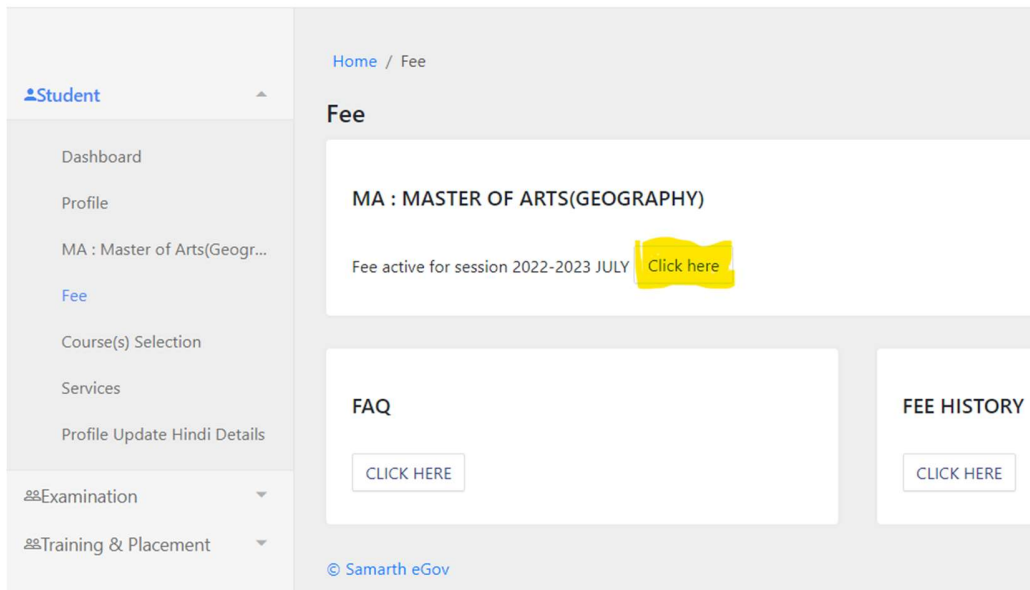 Student
Dashboard
Profile
MA : Master of Arts(Geogr...
Fee
Course(s) Selection
Services
Profile Update Hindi Details
Examination
Training & Placement
Home / Fee
Fee
MA : MASTER OF ARTS(GEOGRAPHY)
Fee active for session 2022-2023 JULY Click here
FAQ
CLICK HERE
FEE HISTORY
CLICK HERE
© Samarth eGov